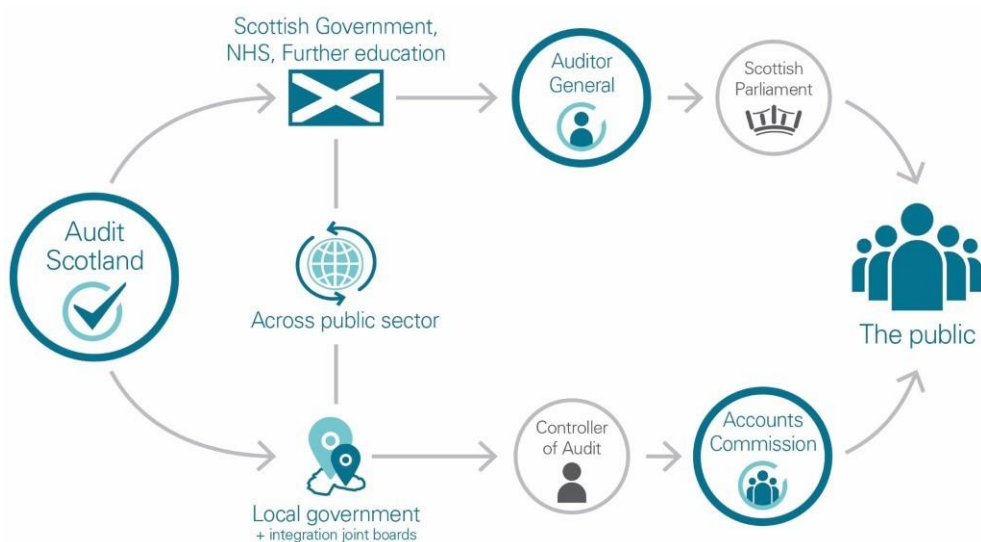 Scottish Government,
NHS, Further education
Auditor
General
Scottish
Parliament
Audit
Scotland
Across public sector
The public
Local government
+ integration joint boards
Controller
of Audit
Accounts
Commission